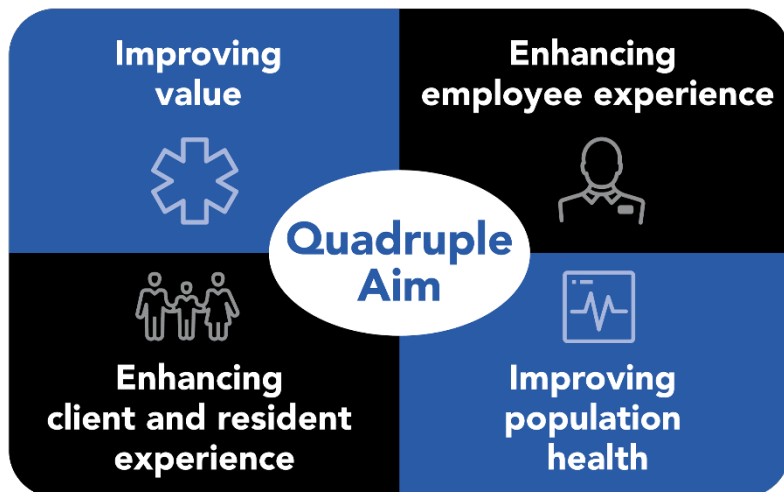 Improving
value
Enhancing
employee experience
Quadruple
Aim
Enhancing
client and resident
experience
Improving
population
health